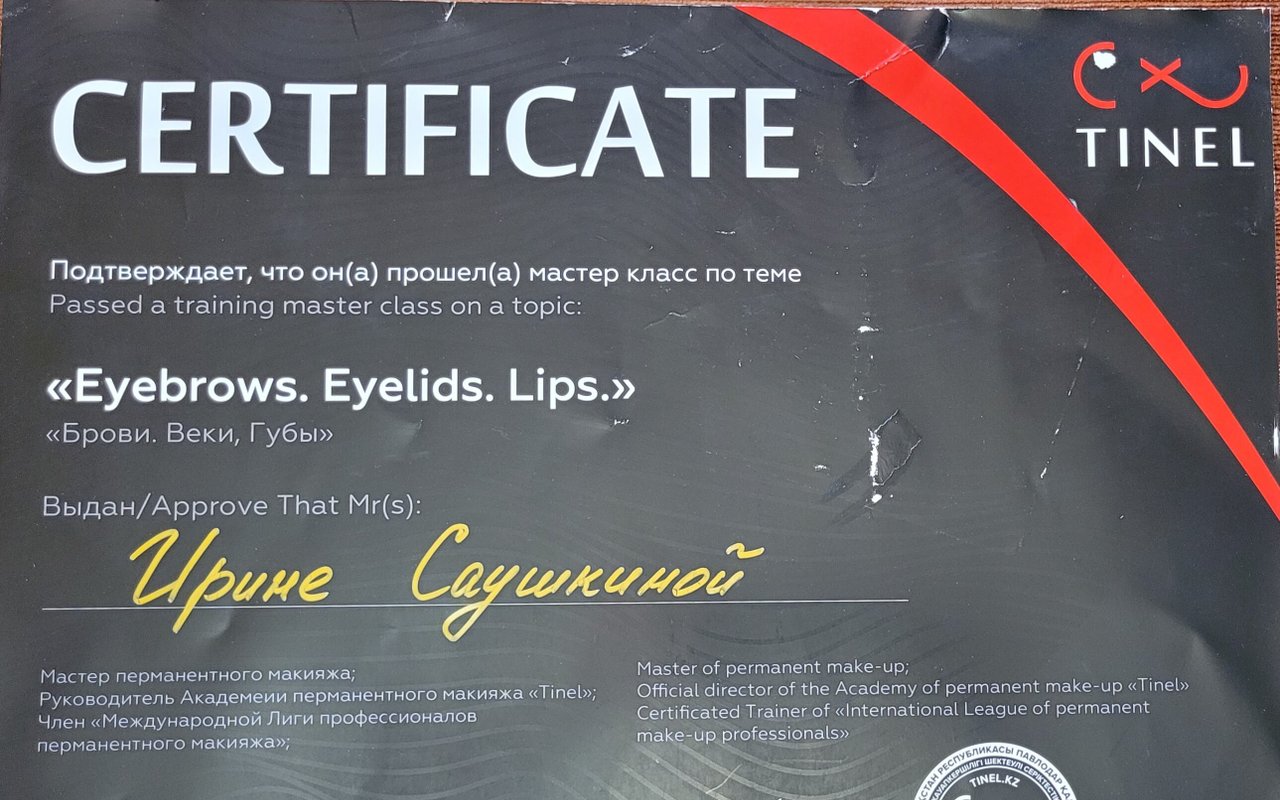 CERTIFICATE
TINEL
Подтверждает, что он(а) прошел(а) мастер класс по теме
Passed a training master class on a topic:
«Eyebrows. Eyelids. Lips.»
«Брови. Веки, Губы»
Выдан/Approve That Mr(s):
Ирине Саушкиной
Мастер перманентного макияжа;
Руководитель Академеии перманентного макияжа «Tinel»;
Член «Международной Лиги профессионалов
перманентного макияжа»;
Master of permanent make-up;
Official director of the Academy of permanent make-up «Tinel»
Certificated Trainer of «International League of permanent
make-up professionals»
РЕСПУБЛИКАСЫ ПАВЛОДАР
ШЕКТЕУЛІ
TINEL.KZ